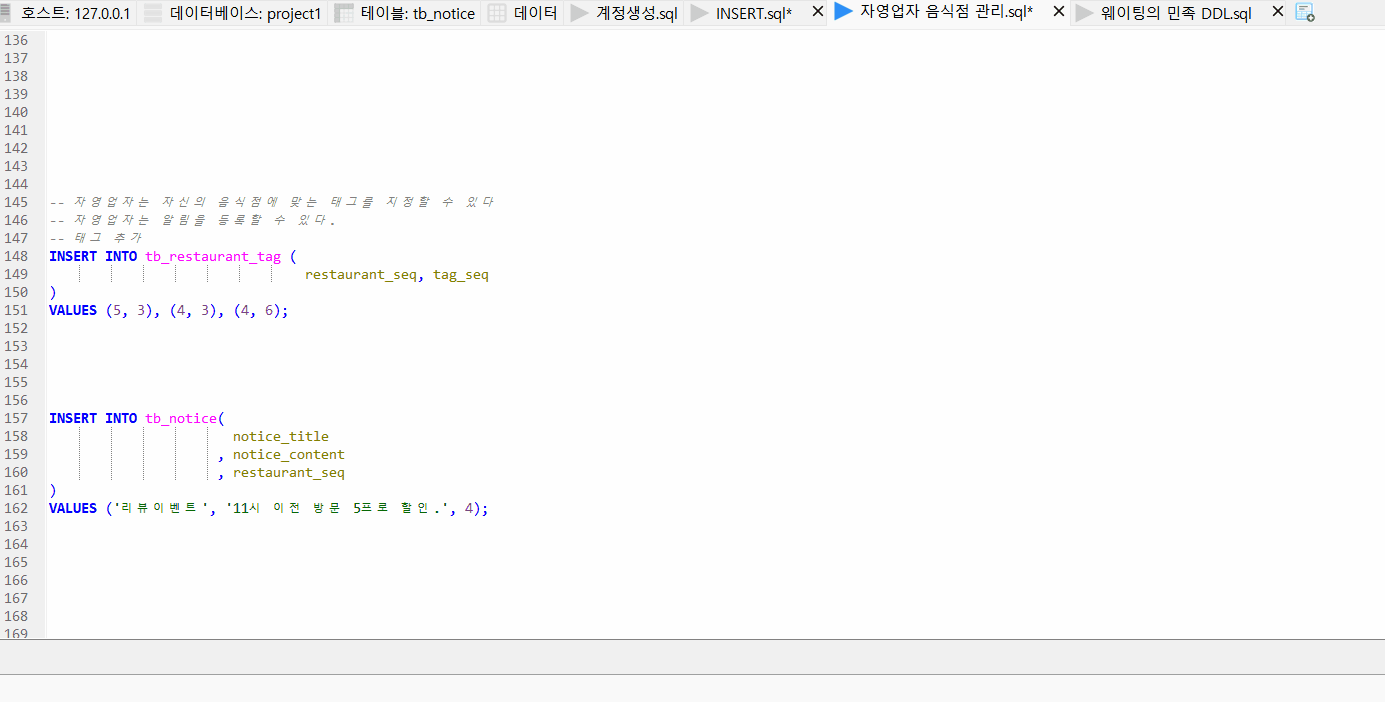 호스트: 127.0.0.1 데이터베이스: project1 테이블: tb_notice 데이터 계정생성.sql INSERT.sql* 자영업자 음식점 관리.sql* 웨이팅의 민족 DDL.sql
136
137
138
139
140
141
142
143
144
145 -- 자영업자는 자신의 음식점에 맞는 태그를 지정할 수 있다
146 -- 자영업자는 알림을 등록할 수 있다.
147 -- 태그 추가
148 INSERT INTO tb_restaurant_tag (
149 restaurant_seq, tag_seq
150 )
151 VALUES (5, 3), (4, 3), (4, 6);
152
153
154
155
156
157 INSERT INTO tb_notice(
158 notice_title
159 , notice_content
160 , restaurant_seq
161 )
162 VALUES ('리뷰이벤트', '11시 이전 방문 5프로 할인.', 4);
163
164
165
166
167
168
169